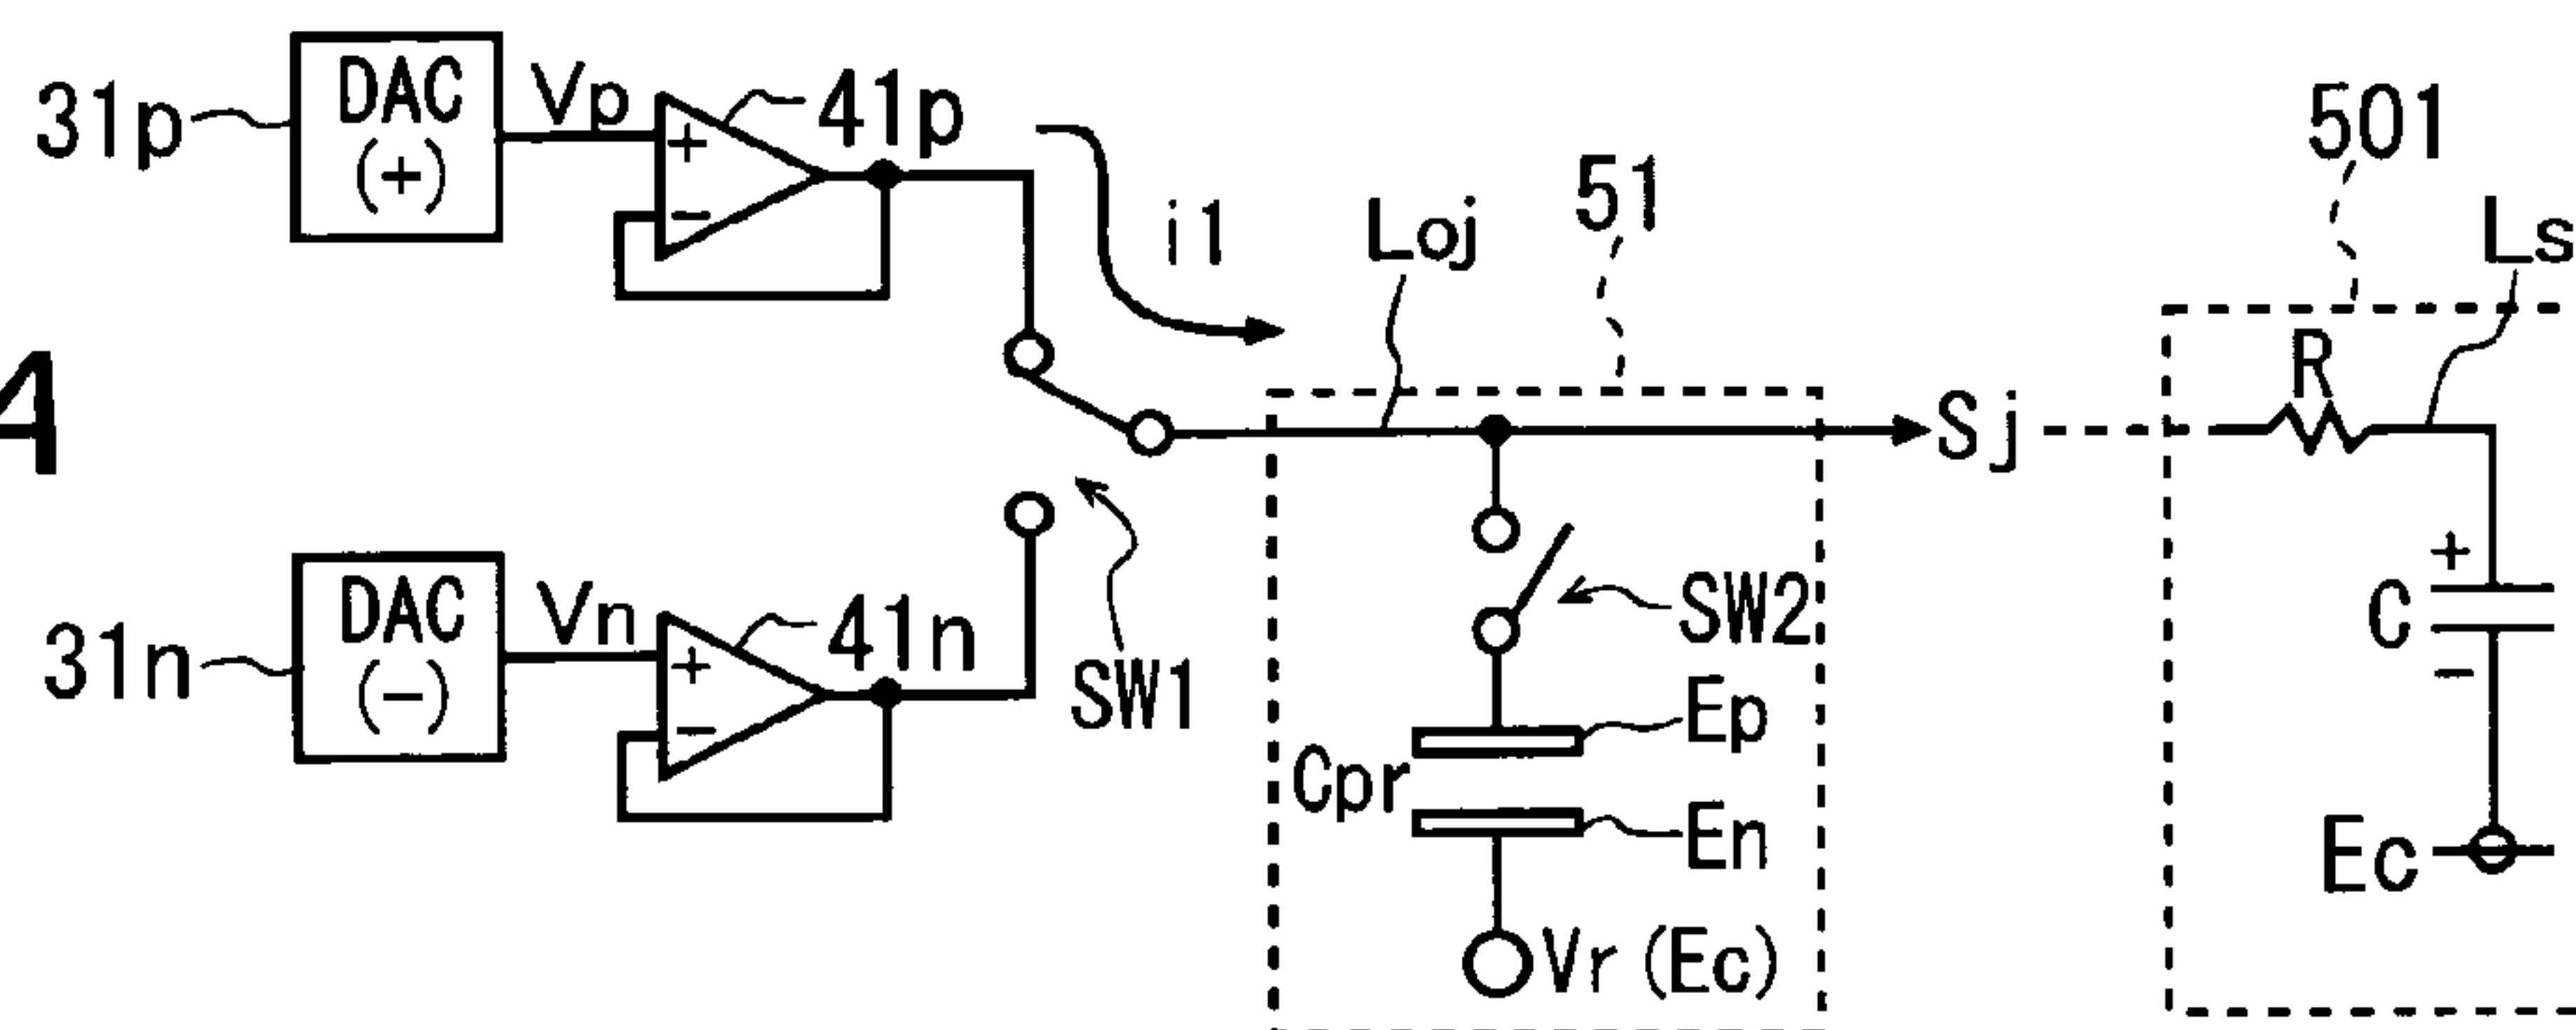 31p
DAC
(+)
Vp
+
-
41p
i1
Loj
51
501
Ls
R
4
Sj
31n
DAC
(-)
Vn
+
-
41n
SW1
SW2
Ep
Cpr
En
Vr (Ec)
+
C
-
Ec